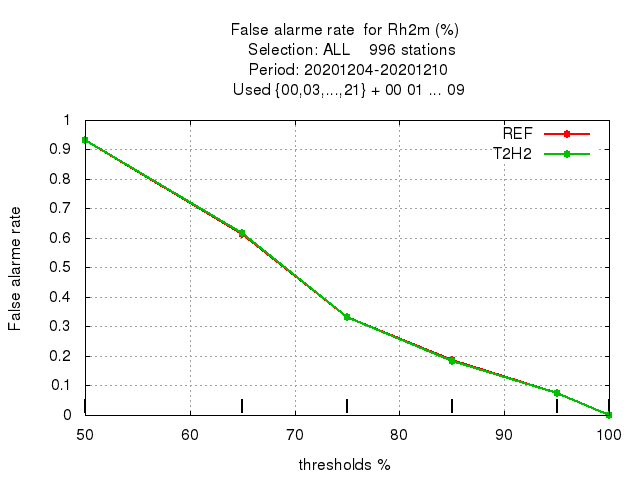 False alarme rate  for Rh2m (%)
Selection: ALL    996 stations
Period: 20201204-20201210
Used {00,03,...,21} + 00 01 ... 09
REF
T2H2
1
0.9
0.8
0.7
0.6
0.5
0.4
0.3
0.2
0.1
0
False alarme rate
50 60 70 80 90 100
thresholds %